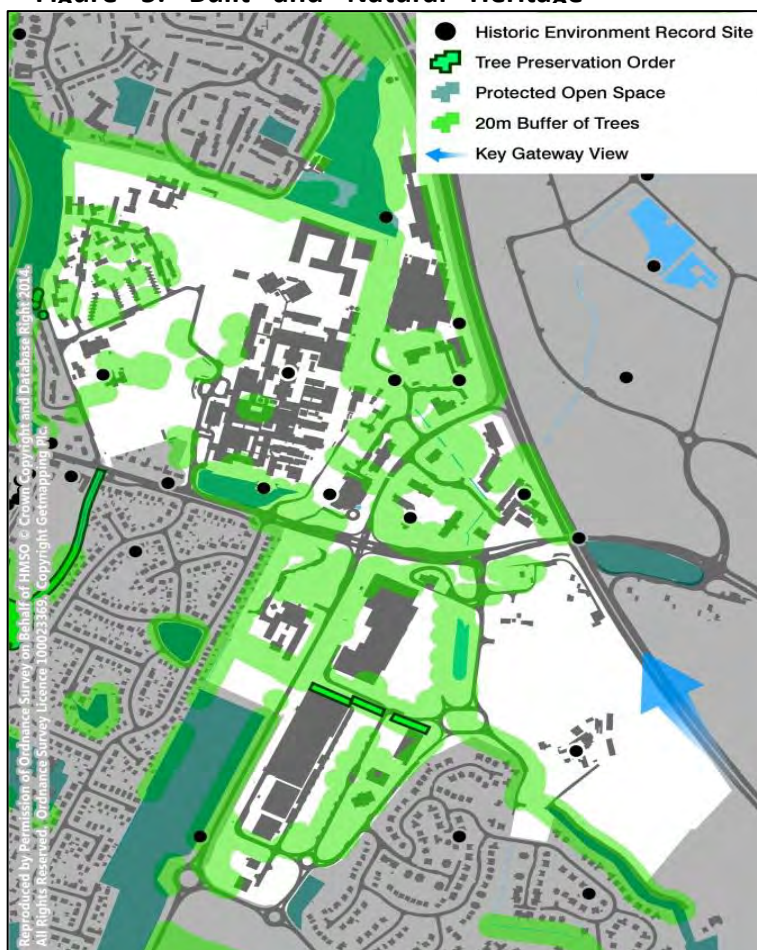 Figure 3. Built and Natural Heritage
Historic Environment Record Site
Tree Preservation Order
Protected Open Space
20m Buffer of Trees
Key Gateway View
Reproduced by Permission of Ordnance Survey on Behalf of HMSO © Crown Copyright and Database Right 2014.
All Rights Reserved. Ordnance Survey Licence 100023369. Copyright Getmapping Plc.